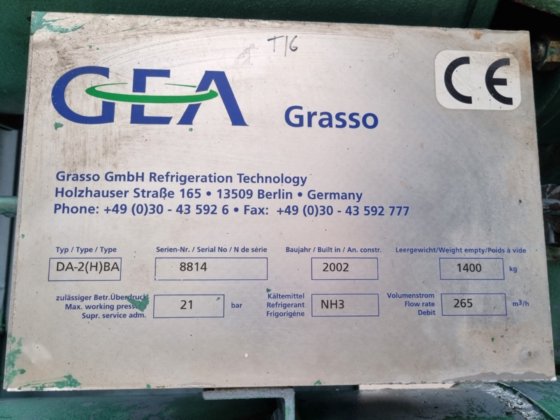 T16
GEA
CE
Grasso
Grasso GmbH Refrigeration Technology
Holzhauser Straße 165 • 13509 Berlin • Germany
Phone: +49 (0)30 - 43 592 6 • Fax: +49 (0)30 - 43 592 777
Typ / Type / Type
Serien-Nr. / Serial No / N de série
Baujahr / Built in / An. constr.
Leergewicht/Weight empty/Poids à vide
DA-2(H)BA
8814
2002
1400 kg
zulässiger Betr.Überdruck
Max. working pressure
Supr. service adm.
21 bar
Kältemittel
Refrigerant
Frigorigéne
NH3
Volumenstrom
Flow rate
Debit
265 m³/h